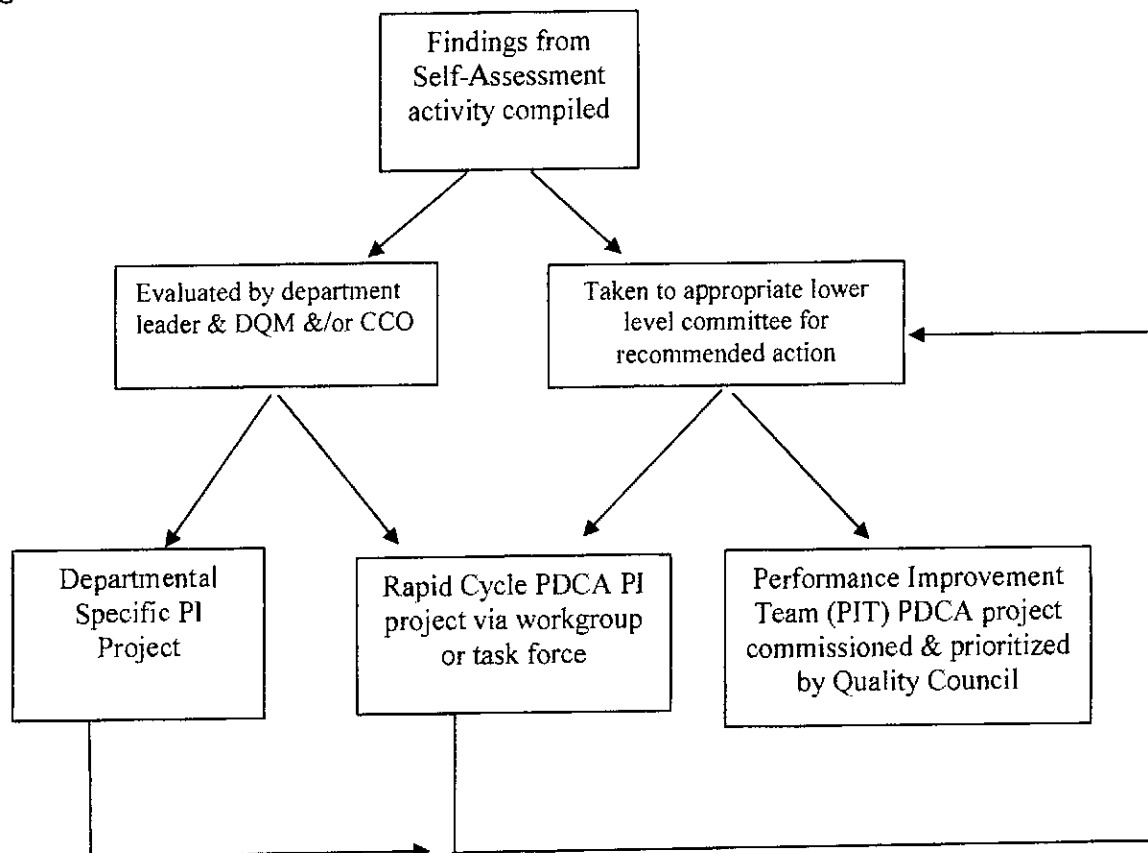 Findings from
Self-Assessment
activity compiled
Evaluated by department
leader & DQM &/or CCO
Taken to appropriate lower
level committee for
recommended action
Departmental
Specific PI
Project
Rapid Cycle PDCA PI
project via workgroup
or task force
Performance Improvement
Team (PIT) PDCA project
commissioned & prioritized
by Quality Council